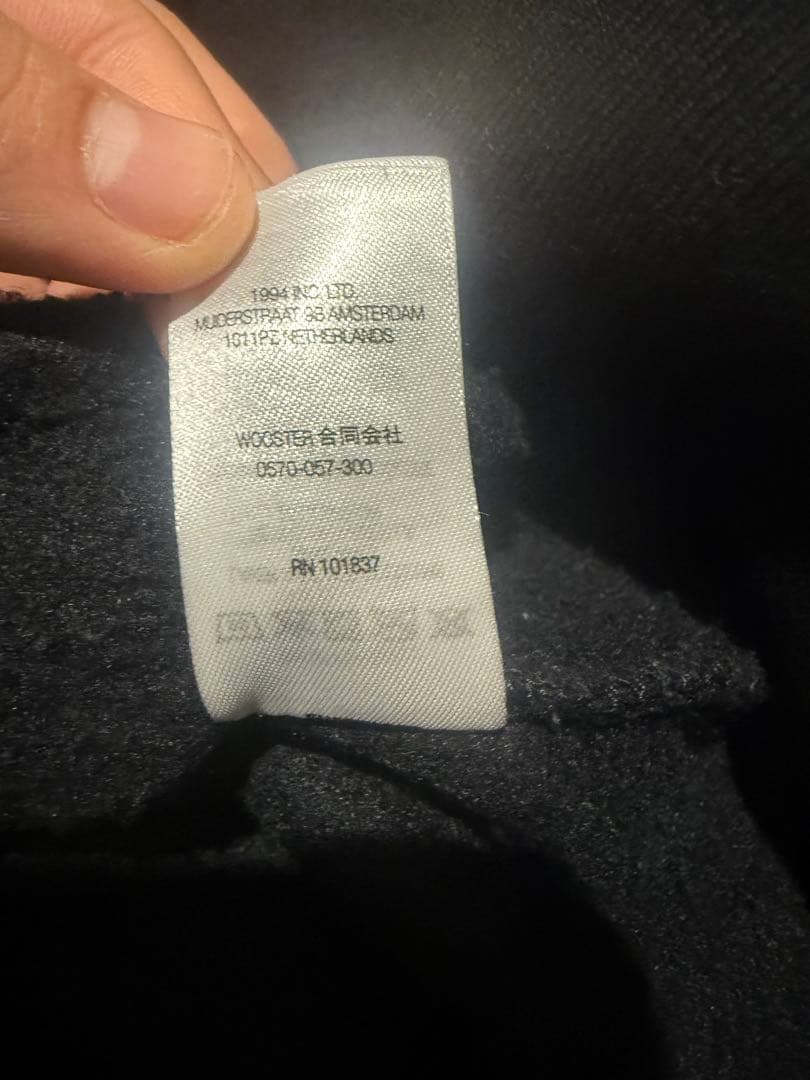 1994 INC. LTD.
MUIDERSTRAAT 9B AMSTERDAM
1011PZ NETHERLANDS
WOOSTER 合同会社
0570-057-300
RN 101837